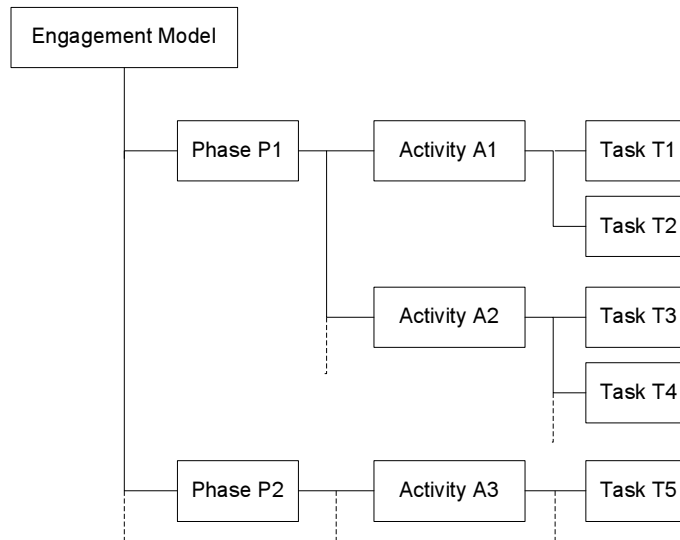 Engagement Model
Phase P1
Activity A1
Task T1
Task T2
Activity A2
Task T3
Task T4
Phase P2
Activity A3
Task T5